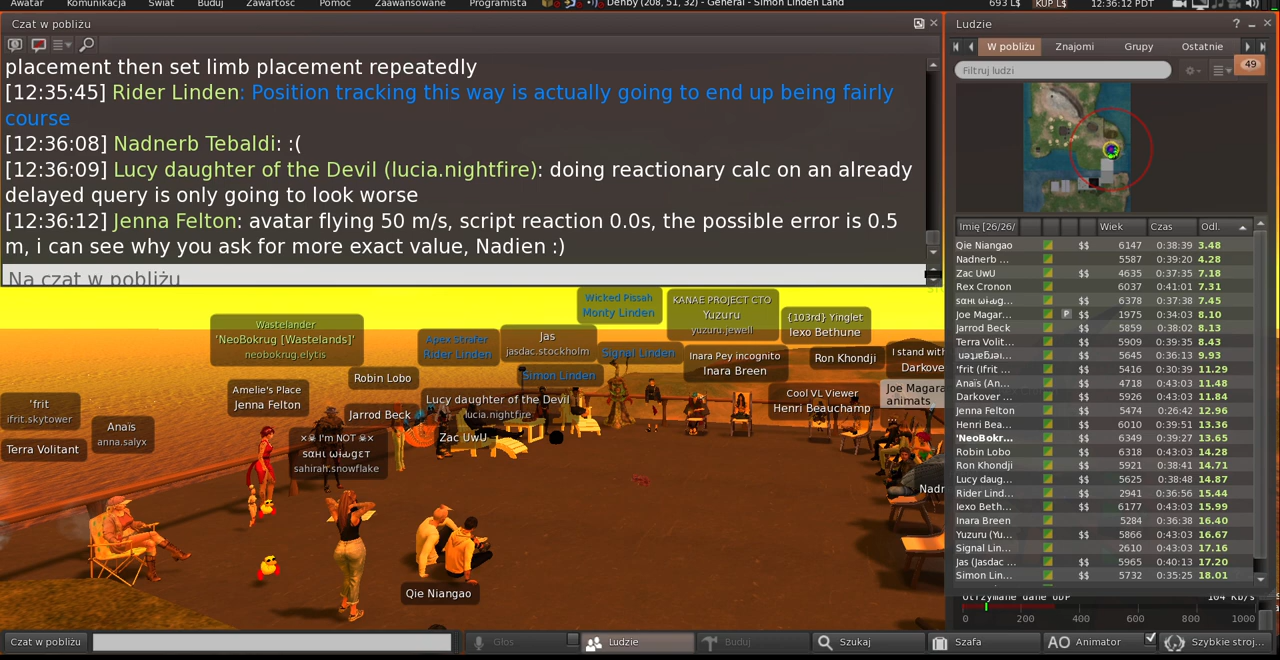 Awatar Komunikacja Świat Buduj Zawartość Pomoc Zaawansowane Programista Denby (208, 51, 32) - General - Simon Linden Land 693 L$ KUP L$ 12:36:12 PDT
Czat w pobliżu
placement then set limb placement repeatedly
[12:35:45] Rider Linden: Position tracking this way is actually going to end up being fairly
course
[12:36:08] Nadnerb Tebaldi: :(
[12:36:09] Lucy daughter of the Devil (lucia.nightfire): doing reactionary calc on an already
delayed query is only going to look worse
[12:36:12] Jenna Felton: avatar flying 50 m/s, script reaction 0.0s, the possible error is 0.5
m, i can see why you ask for more exact value, Nadien :)
Na czat w pobliżu
Wastelander
'NeoBokrug [Wastelands]'
neobokrug.elytis
Apex Strafer
Rider Linden
Jas
jasdac.stockholm
Wicked Pissah
Monty Linden
Signal Linden
Simon Linden
KANAE PROJECT CTO
Yuzuru
yuzuru.jewell
{103rd} Yinglet
Iexo Bethune
Inara Pey incognito
Inara Breen
Ron Khondji
I stand with
Darkove
Robin Lobo
Amelie's Place
Jenna Felton
Lucy daughter of the Devil
lucia.nightfire
Cool VL Viewer
Henri Beauchamp
Joe Magara
animats
'frit
ifrit.skytower
Jarrod Beck
Anaïs
anna.salyx
Terra Volitant
×☠ I'm NOT ☠×
sahirah.snowflake
Zac UwU
Nadr
Qie Niangao
Ludzie
W pobliżu Znajomi Grupy Ostatnie
Filtruj ludzi
49
Imię [26/26/ Wiek Czas Odl.
Qie Niangao $$ 6147 0:38:39 3.48
Nadnerb ... 5587 0:39:20 4.28
Zac UwU $$ 4635 0:37:35 7.18
Rex Cronon 6037 0:41:01 7.31
$$ 6378 0:37:38 7.45
Joe Magar... P $$ 1975 0:34:03 8.10
Jarrod Beck $$ 5859 0:38:02 8.13
Terra Volit... $$ 5909 0:39:35 8.43
$$ 5645 0:36:13 9.93
'frit (Ifrit ... $$ 5416 0:30:39 11.29
Anaïs (An... $$ 4718 0:43:03 11.48
Darkover ... $$ 5926 0:43:03 11.84
Jenna Felton $$ 5474 0:26:42 12.96
Henri Bea... $$ 6010 0:39:51 13.36
'NeoBokr... $$ 6349 0:39:27 13.65
Robin Lobo $$ 6318 0:43:03 14.28
Ron Khondji $$ 5921 0:38:41 14.71
Lucy daug... $$ 5625 0:38:48 14.87
Rider Lind... $$ 2941 0:36:56 15.44
Iexo Beth... $$ 6177 0:43:03 15.99
Inara Breen 5284 0:36:38 16.40
Yuzuru (Yu... $$ 5866 0:43:03 16.67
Signal Lin... 2610 0:43:03 17.16
Jas (Jasdac ... $$ 5965 0:40:13 17.20
Simon Lin... $$ 5732 0:35:25 18.01
otrzymane dane UDP 104 Kb/s
0 200 400 600 800 1000
Czat w pobliżu Głos Ludzie Buduj Szukaj Szafa AO Animator Szybkie stroj...